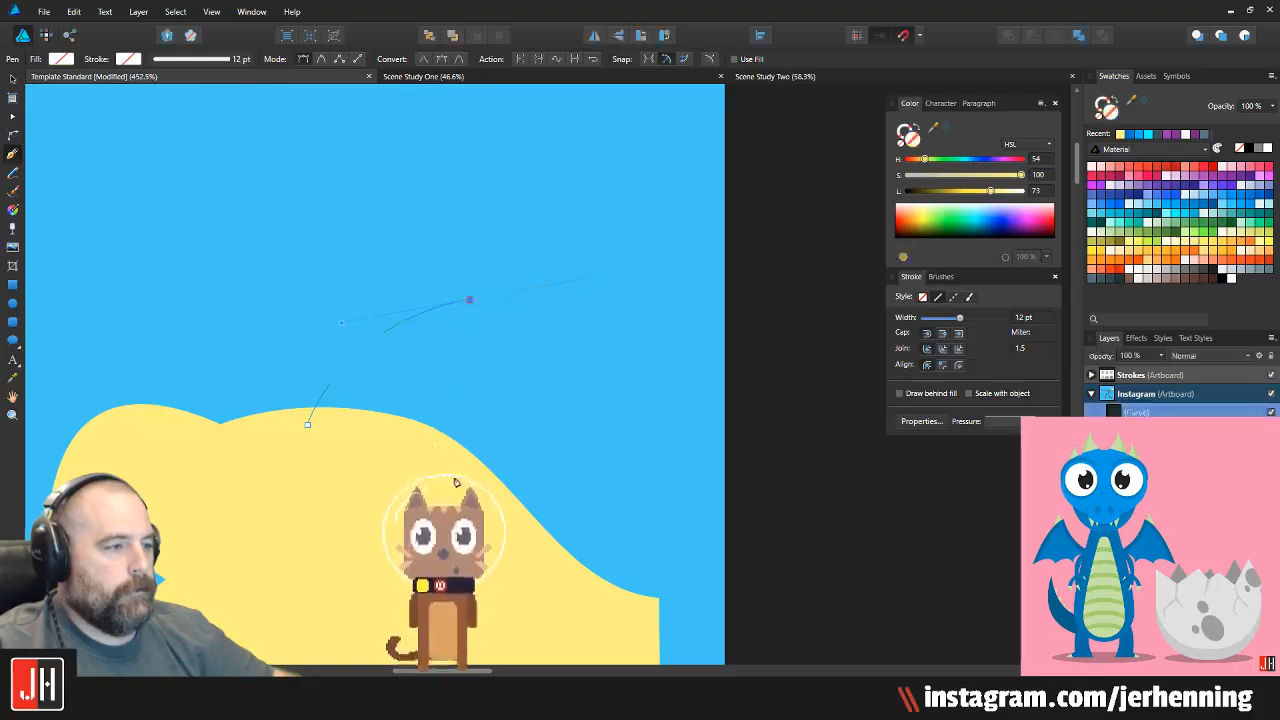 File Edit Text Layer Select View Window Help
Pen Fill: Stroke: 12 pt Mode: Convert: Action: Snap: Use Fill
Template Standard [Modified] (452.5%) Scene Study One (46.6%) Scene Study Two (58.3%)
Swatches Assets Symbols
Opacity: 100 %
Recent:
Material
Color Character Paragraph
HSL
H: 54
S: 100
L: 73
100 %
Stroke Brushes
Style:
Width: 12 pt
Cap: Miter:
Join: 1.5
Align:
Draw behind fill Scale with object
Properties... Pressure:
Layers Effects Styles Text Styles
Opacity: 100 % Normal
Strokes (Artboard)
Instagram (Artboard)
(Curve)
JH
JH
\\ instagram.com/jerhenning